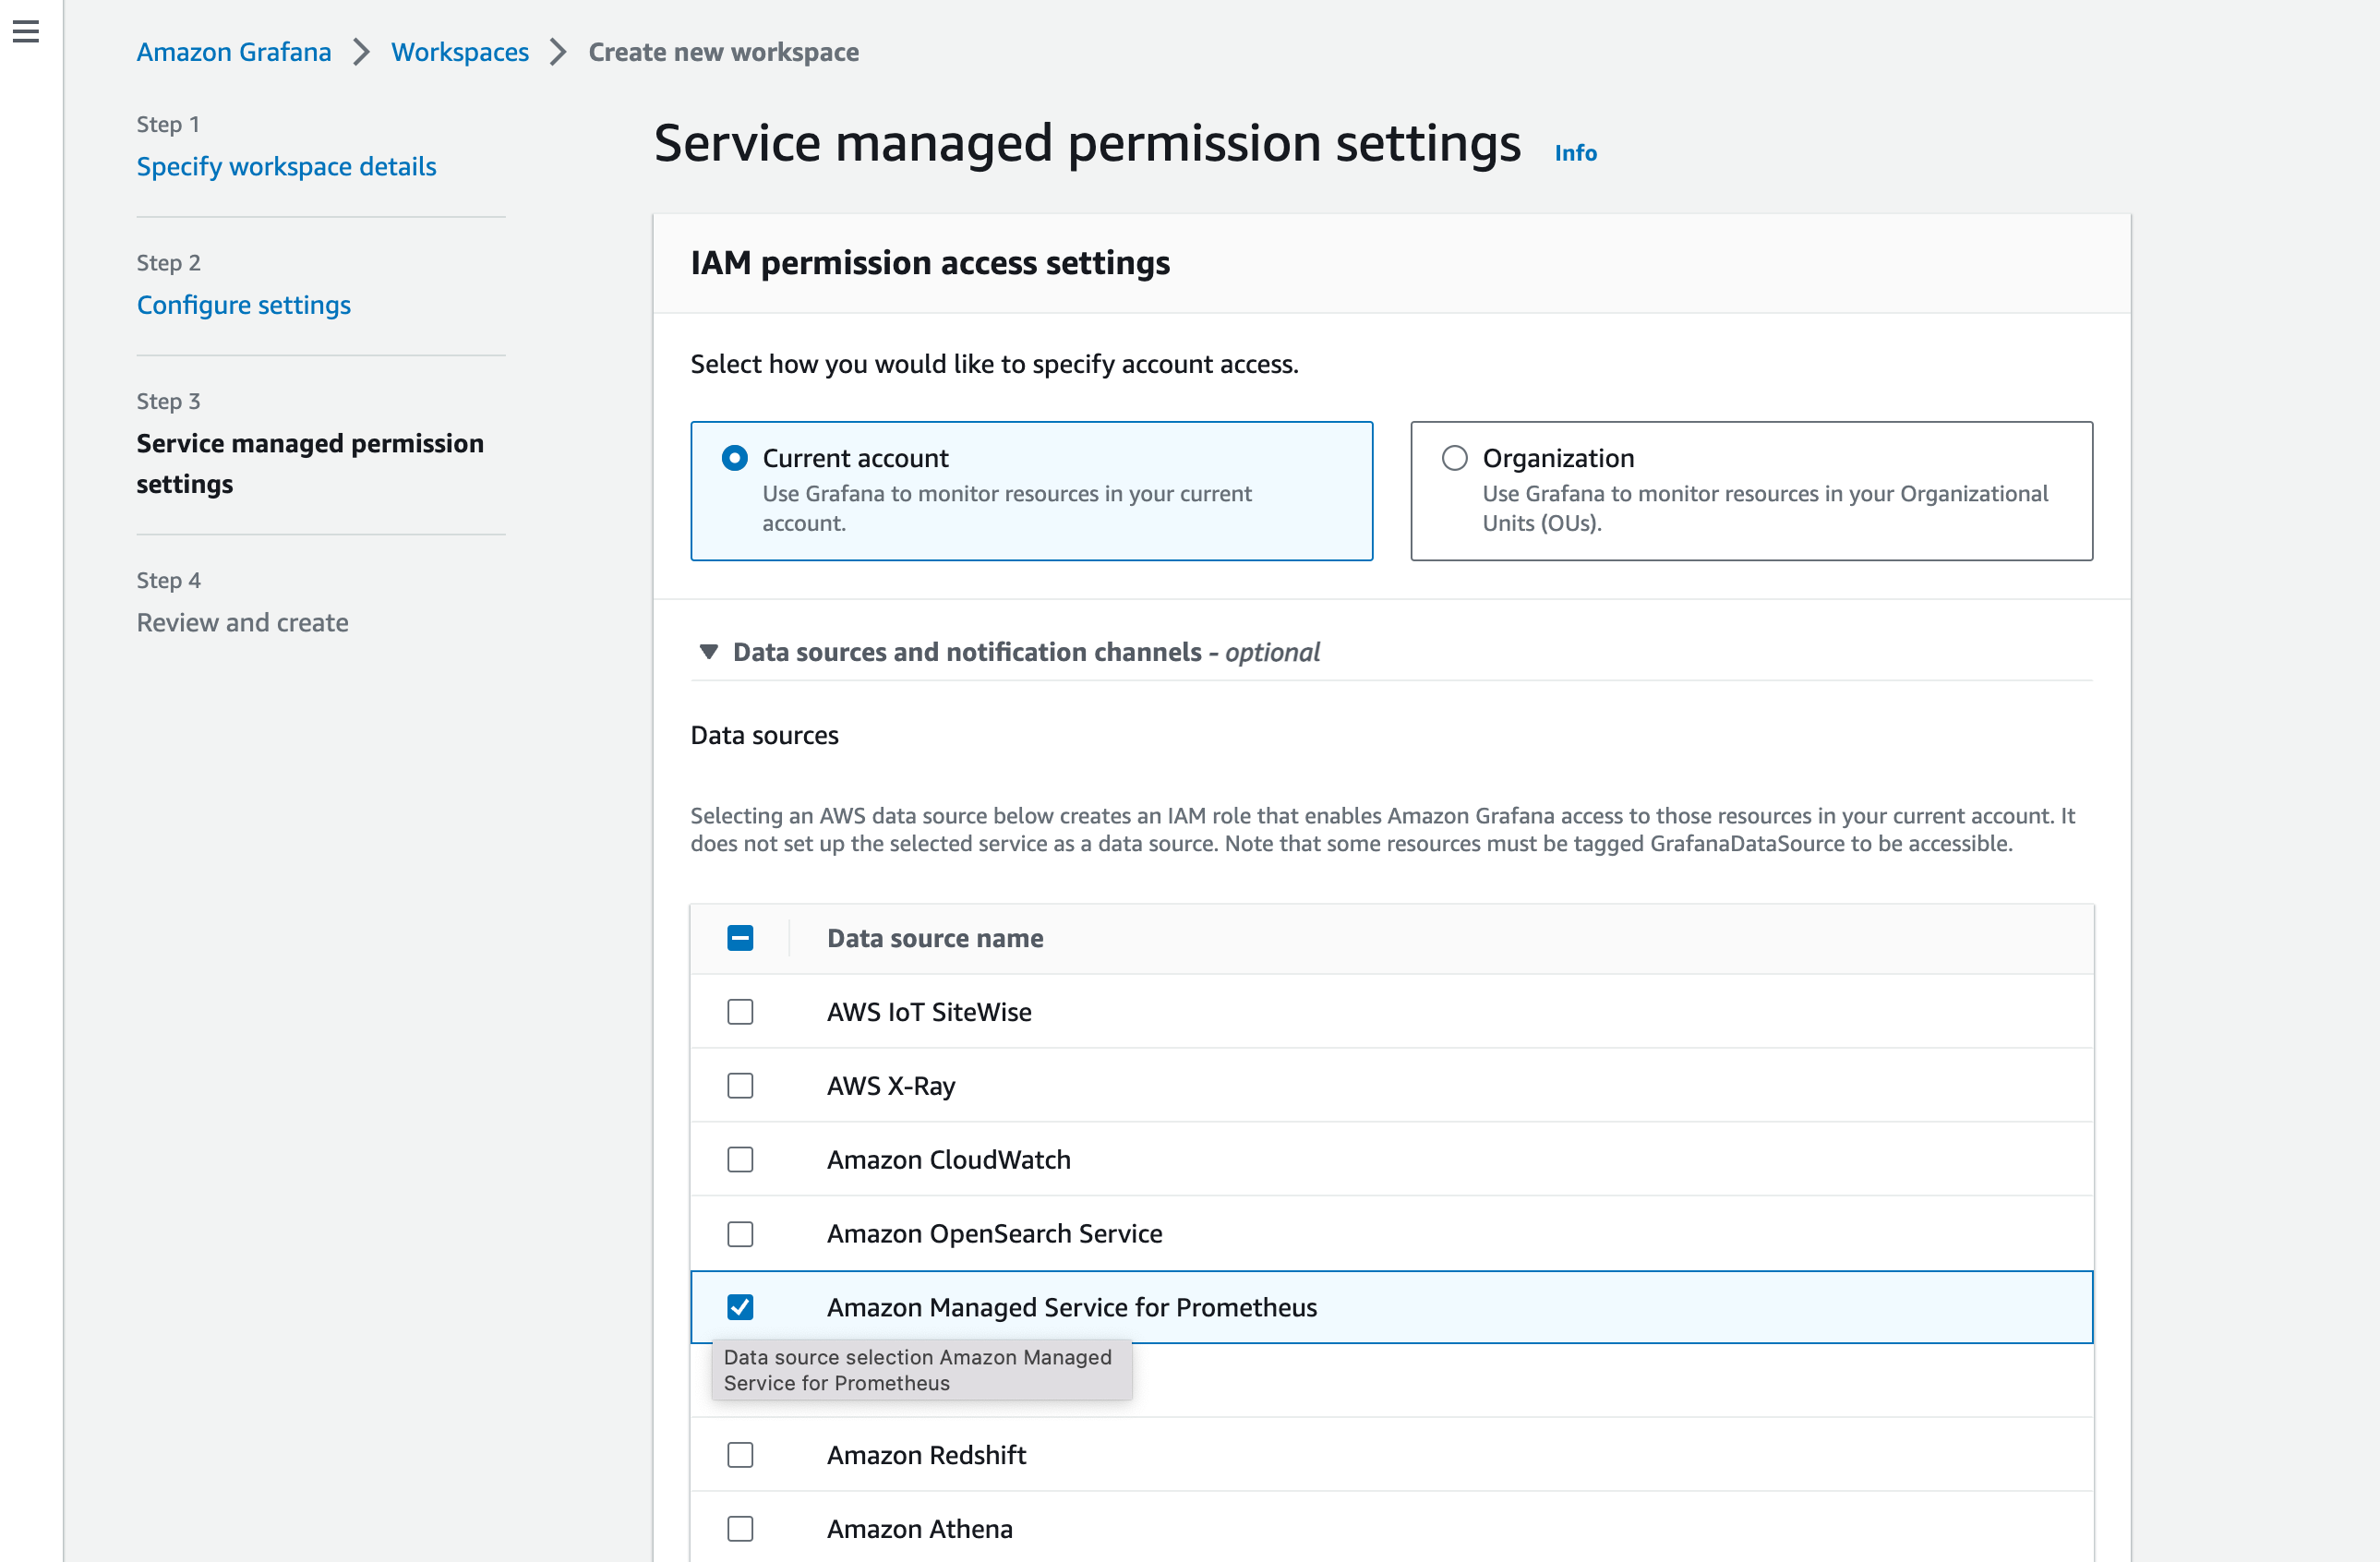 Amazon Grafana > Workspaces > Create new workspace
Step 1
Specify workspace details
Step 2
Configure settings
Step 3
Service managed permission
settings
Step 4
Review and create
Service managed permission settings Info
IAM permission access settings
Select how you would like to specify account access.
Current account
Use Grafana to monitor resources in your current
account.
Organization
Use Grafana to monitor resources in your Organizational
Units (OUs).
Data sources and notification channels - optional
Data sources
Selecting an AWS data source below creates an IAM role that enables Amazon Grafana access to those resources in your current account. It
does not set up the selected service as a data source. Note that some resources must be tagged GrafanaDataSource to be accessible.
Data source name
AWS IoT SiteWise
AWS X-Ray
Amazon CloudWatch
Amazon OpenSearch Service
Amazon Managed Service for Prometheus
Data source selection Amazon Managed
Service for Prometheus
Amazon Redshift
Amazon Athena